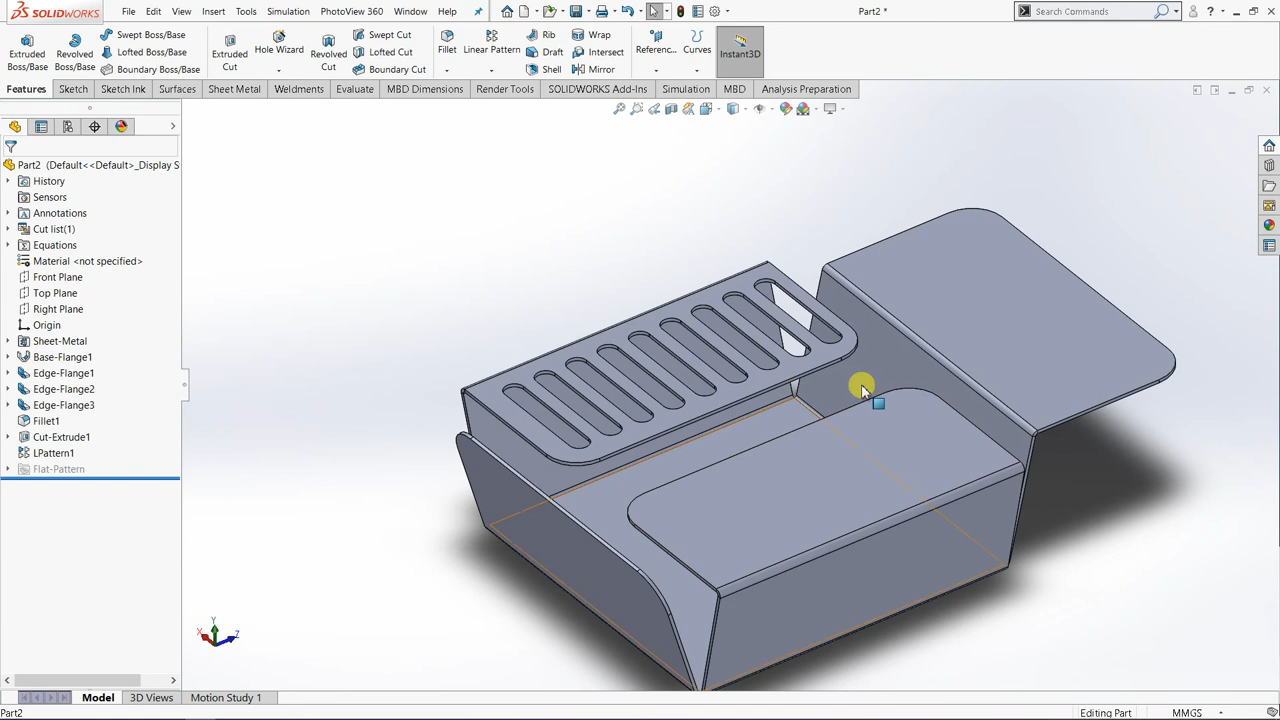 SOLIDWORKS File Edit View Insert Tools Simulation PhotoView 360 Window Help Part2 * Search Commands ?
Extruded Boss/Base
Revolved Boss/Base
Swept Boss/Base
Lofted Boss/Base
Boundary Boss/Base
Extruded Cut
Hole Wizard
Revolved Cut
Swept Cut
Lofted Cut
Boundary Cut
Fillet
Linear Pattern
Rib
Draft
Shell
Wrap
Intersect
Mirror
Referenc...
Curves
Instant3D
Features Sketch Sketch Ink Surfaces Sheet Metal Weldments Evaluate MBD Dimensions Render Tools SOLIDWORKS Add-Ins Simulation MBD Analysis Preparation
Part2 (Default<<Default>_Display S
History
Sensors
Annotations
Cut list(1)
Equations
Material <not specified>
Front Plane
Top Plane
Right Plane
Origin
Sheet-Metal
Base-Flange1
Edge-Flange1
Edge-Flange2
Edge-Flange3
Fillet1
Cut-Extrude1
LPattern1
Flat-Pattern
Y
X
Z
Model 3D Views Motion Study 1
Part2 Editing Part MMGS